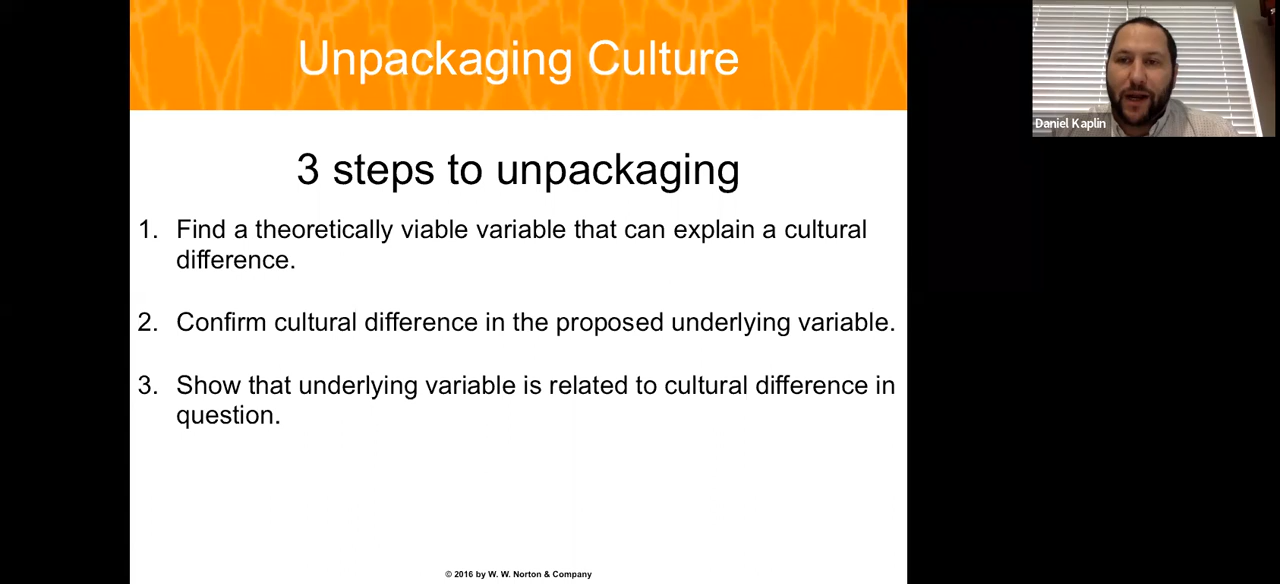 Unpackaging Culture
Daniel Kaplin
3 steps to unpackaging
1. Find a theoretically viable variable that can explain a cultural
difference.
2. Confirm cultural difference in the proposed underlying variable.
3. Show that underlying variable is related to cultural difference in
question.
© 2016 by W. W. Norton & Company